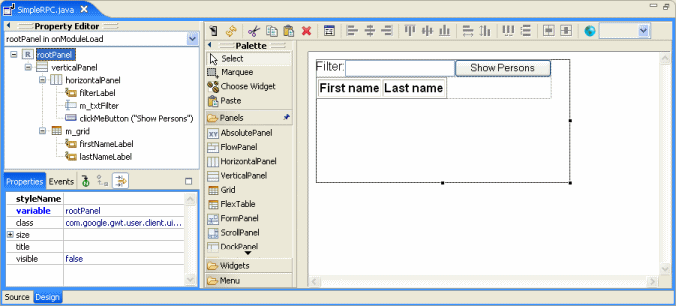 SimpleRPC.java
Property Editor
rootPanel in onModuleLoad
R rootPanel
verticalPanel
horizontalPanel
filterLabel
m_txtFilter
clickMeButton ("Show Persons")
m_grid
firstNameLabel
lastNameLabel
Properties Events
styleName
variable rootPanel
class com.google.gwt.user.client.ui...
size
title
visible false
Source Design
Palette
Select
Marquee
Choose Widget
Paste
Panels
XY AbsolutePanel
FlowPanel
HorizontalPanel
VerticalPanel
Grid
FlexTable
FormPanel
ScrollPanel
DockPanel
Widgets
Menu
Filter: Show Persons
First name Last name